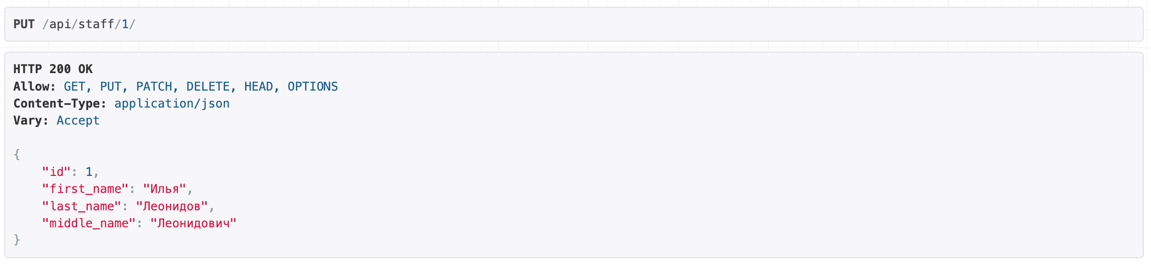 PUT /api/staff/1/
HTTP 200 OK
Allow: GET, PUT, PATCH, DELETE, HEAD, OPTIONS
Content-Type: application/json
Vary: Accept
{
    "id": 1,
    "first_name": "Илья",
    "last_name": "Леонидов",
    "middle_name": "Леонидович"
}